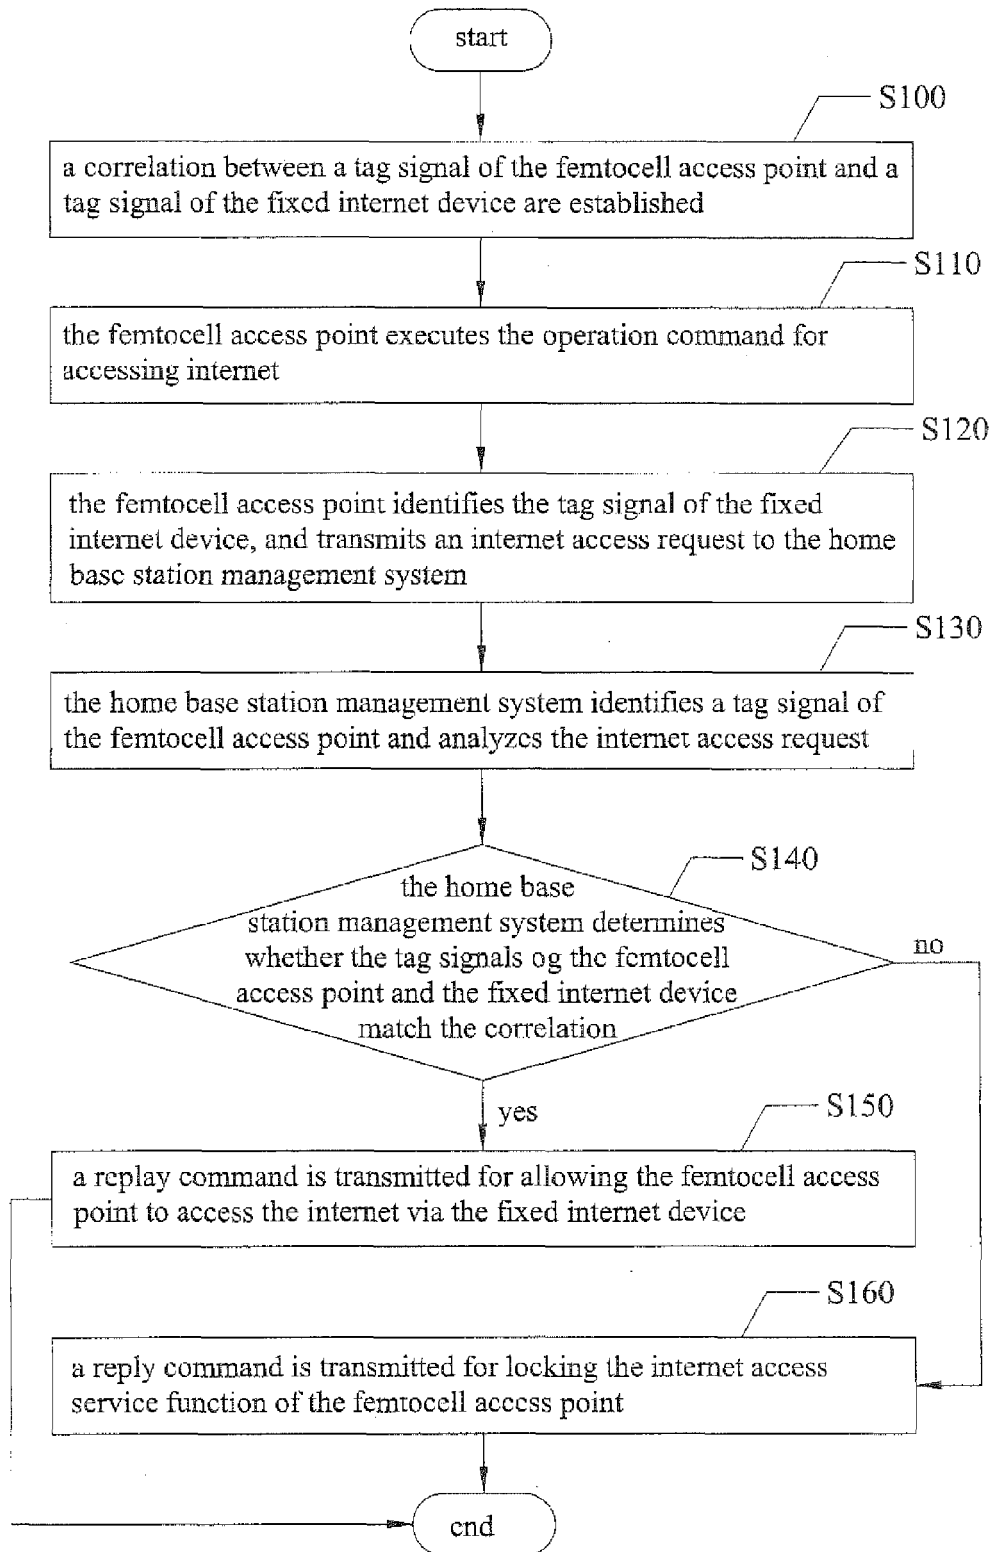 start
S100
a correlation between a tag signal of the femtocell access point and a
tag signal of the fixed internet device are established
S110
the femtocell access point executes the operation command for
accessing internet
S120
the femtocell access point identifies the tag signal of the fixed
internet device, and transmits an internet access request to the home
base station management system
S130
the home base station management system identifies a tag signal of
the femtocell access point and analyzes the internet access request
S140
the home base
station management system determines
whether the tag signals og the femtocell
access point and the fixed internet device
match the correlation
no
yes
S150
a replay command is transmitted for allowing the femtocell access
point to access the internet via the fixed internet device
S160
a reply command is transmitted for locking the internet access
service function of the femtocell access point
end